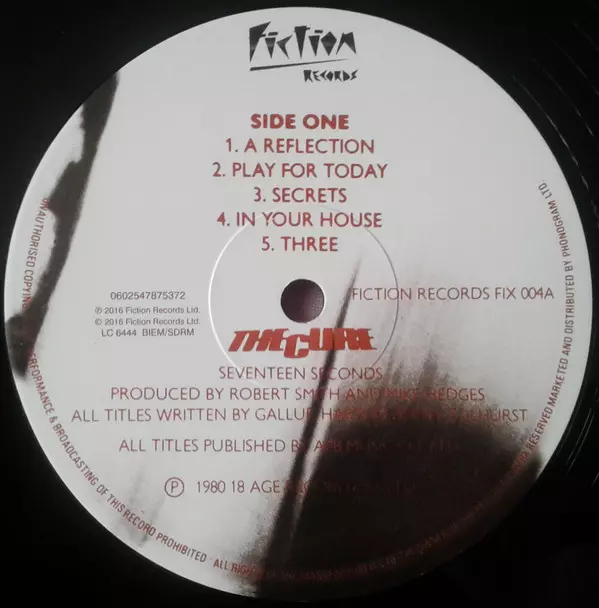 Fiction
Records
SIDE ONE
1. A REFLECTION
2. PLAY FOR TODAY
3. SECRETS
4. IN YOUR HOUSE
5. THREE
0602547875372
℗ 2016 Fiction Records Ltd.
© 2016 Fiction Records Ltd.
LC 6444 BIEM/SDRM
FICTION RECORDS FIX 004A
THE CURE
SEVENTEEN SECONDS
PRODUCED BY ROBERT SMITH AND MIKE HEDGES
ALL TITLES WRITTEN BY GALLUP
ALL TITLES PUBLISHED BY
℗ 1980 18 AGE
UNAUTHORISED COPYING
PERFORMANCE & BROADCASTING OF THIS RECORD PROHIBITED ALL
RESERVED MARKETED AND DISTRIBUTED BY PHONOGRAM LTD.